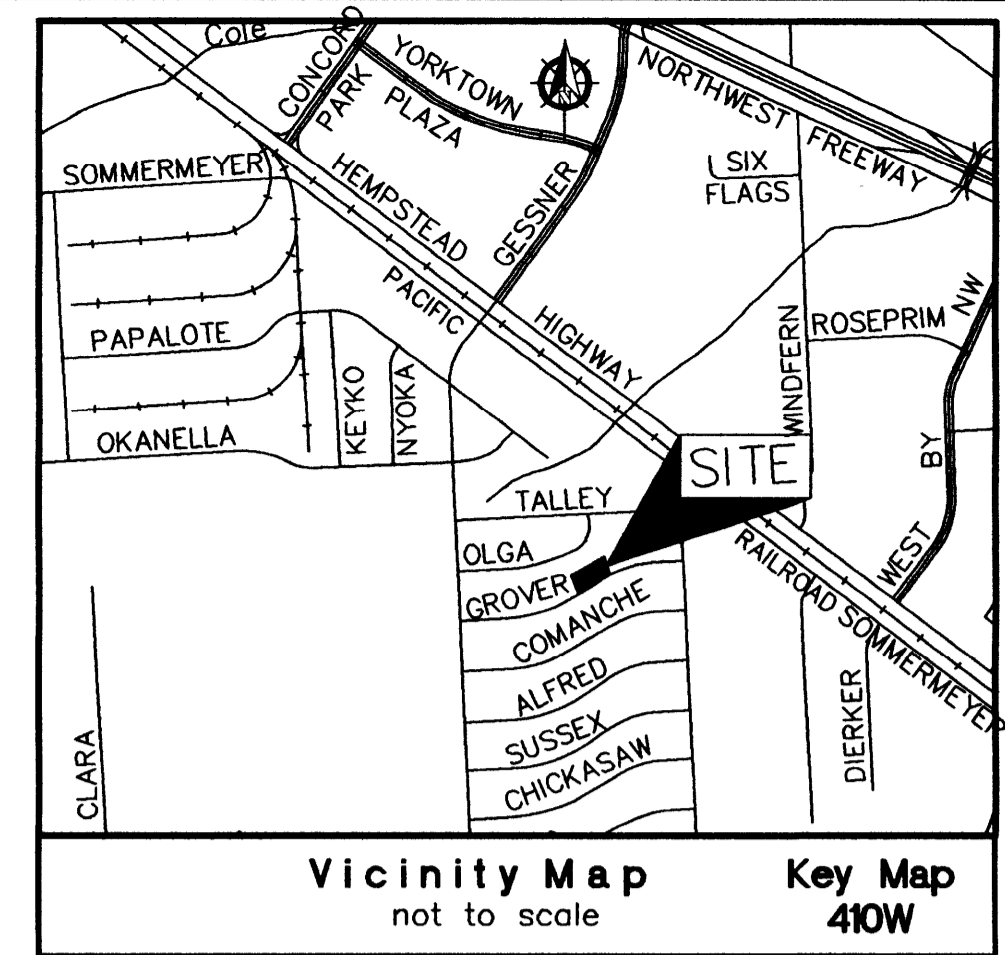 Cole
CONCORD
PARK
YORKTOWN
PLAZA
N
NORTHWEST FREEWAY
SOMMERMEYER
HEMPSTEAD
HIGHWAY
GESSNER
SIX
FLAGS
PACIFIC
PAPALOTE
KEYKO
NYOKA
OKANELLA
WINDFERN
ROSEPRIM
NW
BY
WEST
SITE
TALLEY
OLGA
GROVER
COMANCHE
ALFRED
SUSSEX
CHICKASAW
RAILROAD SOMMERMEYER
DIERKER
CLARA
Vicinity Map
not to scale
Key Map
410W